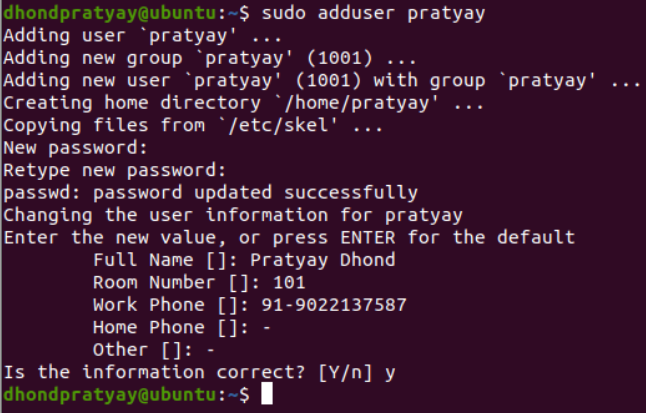 dhondpratyay@ubuntu:~$ sudo adduser pratyay
Adding user `pratyay' ...
Adding new group `pratyay' (1001) ...
Adding new user `pratyay' (1001) with group `pratyay' ...
Creating home directory `/home/pratyay' ...
Copying files from `/etc/skel' ...
New password:
Retype new password:
passwd: password updated successfully
Changing the user information for pratyay
Enter the new value, or press ENTER for the default
Full Name []: Pratyay Dhond
Room Number []: 101
Work Phone []: 91-9022137587
Home Phone []: -
Other []: -
Is the information correct? [Y/n] y
dhondpratyay@ubuntu:~$